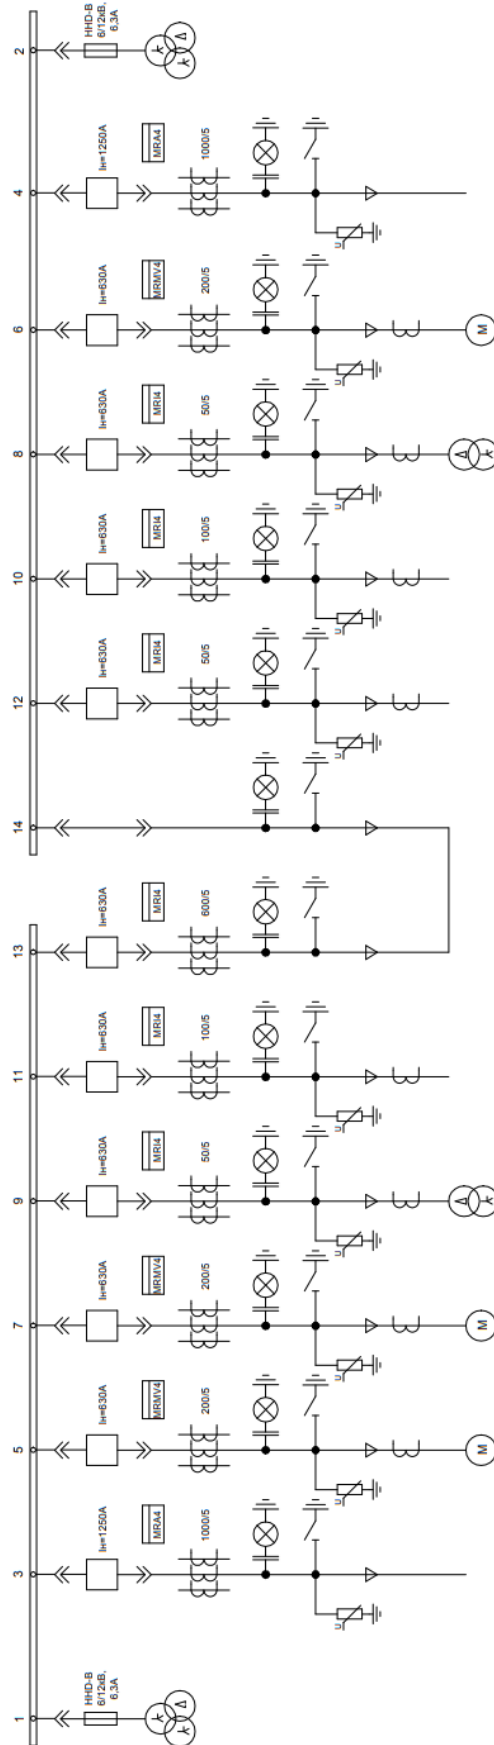 1
HHD-B
6/12кВ,
6,3А
3
Iн=1250А
MRA4
1000/5
U
5
Iн=630А
MRMV4
200/5
U
M
7
Iн=630А
MRMV4
200/5
U
M
9
Iн=630А
MRI4
50/5
U
11
Iн=630А
MRI4
100/5
U
13
Iн=630А
MRI4
600/5
14
12
Iн=630А
MRI4
50/5
U
10
Iн=630А
MRI4
100/5
U
8
Iн=630А
MRI4
50/5
U
6
Iн=630А
MRMV4
200/5
U
M
4
Iн=1250А
MRA4
1000/5
U
2
HHD-B
6/12кВ,
6,3А